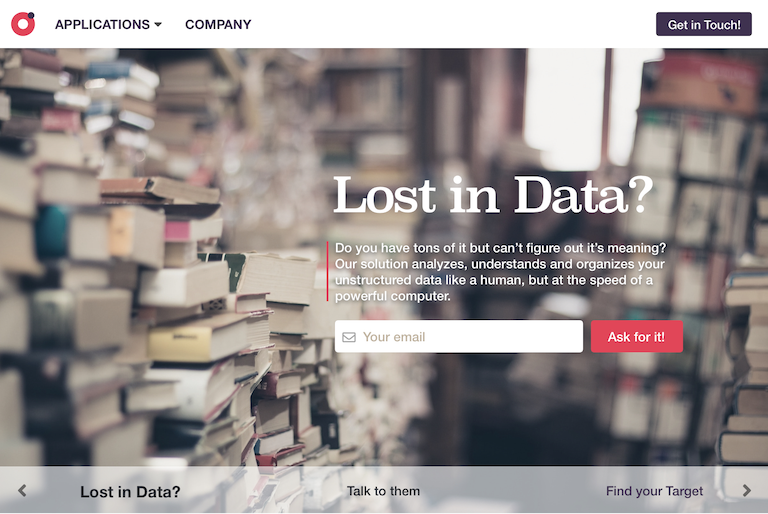 APPLICATIONS
COMPANY
Get in Touch!
Lost in Data?
Do you have tons of it but can’t figure out it’s meaning?
Our solution analyzes, understands and organizes your
unstructured data like a human, but at the speed of a
powerful computer.
Your email
Ask for it!
Lost in Data?
Talk to them
Find your Target